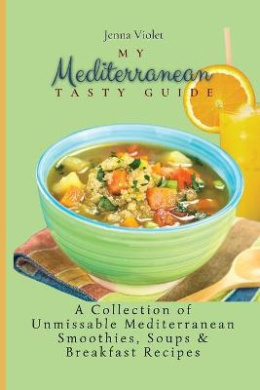 Jenna Violet
MY
Mediterranean
TASTY GUIDE
A Collection of
Unmissable Mediterranean
Smoothies, Soups &
Breakfast Recipes